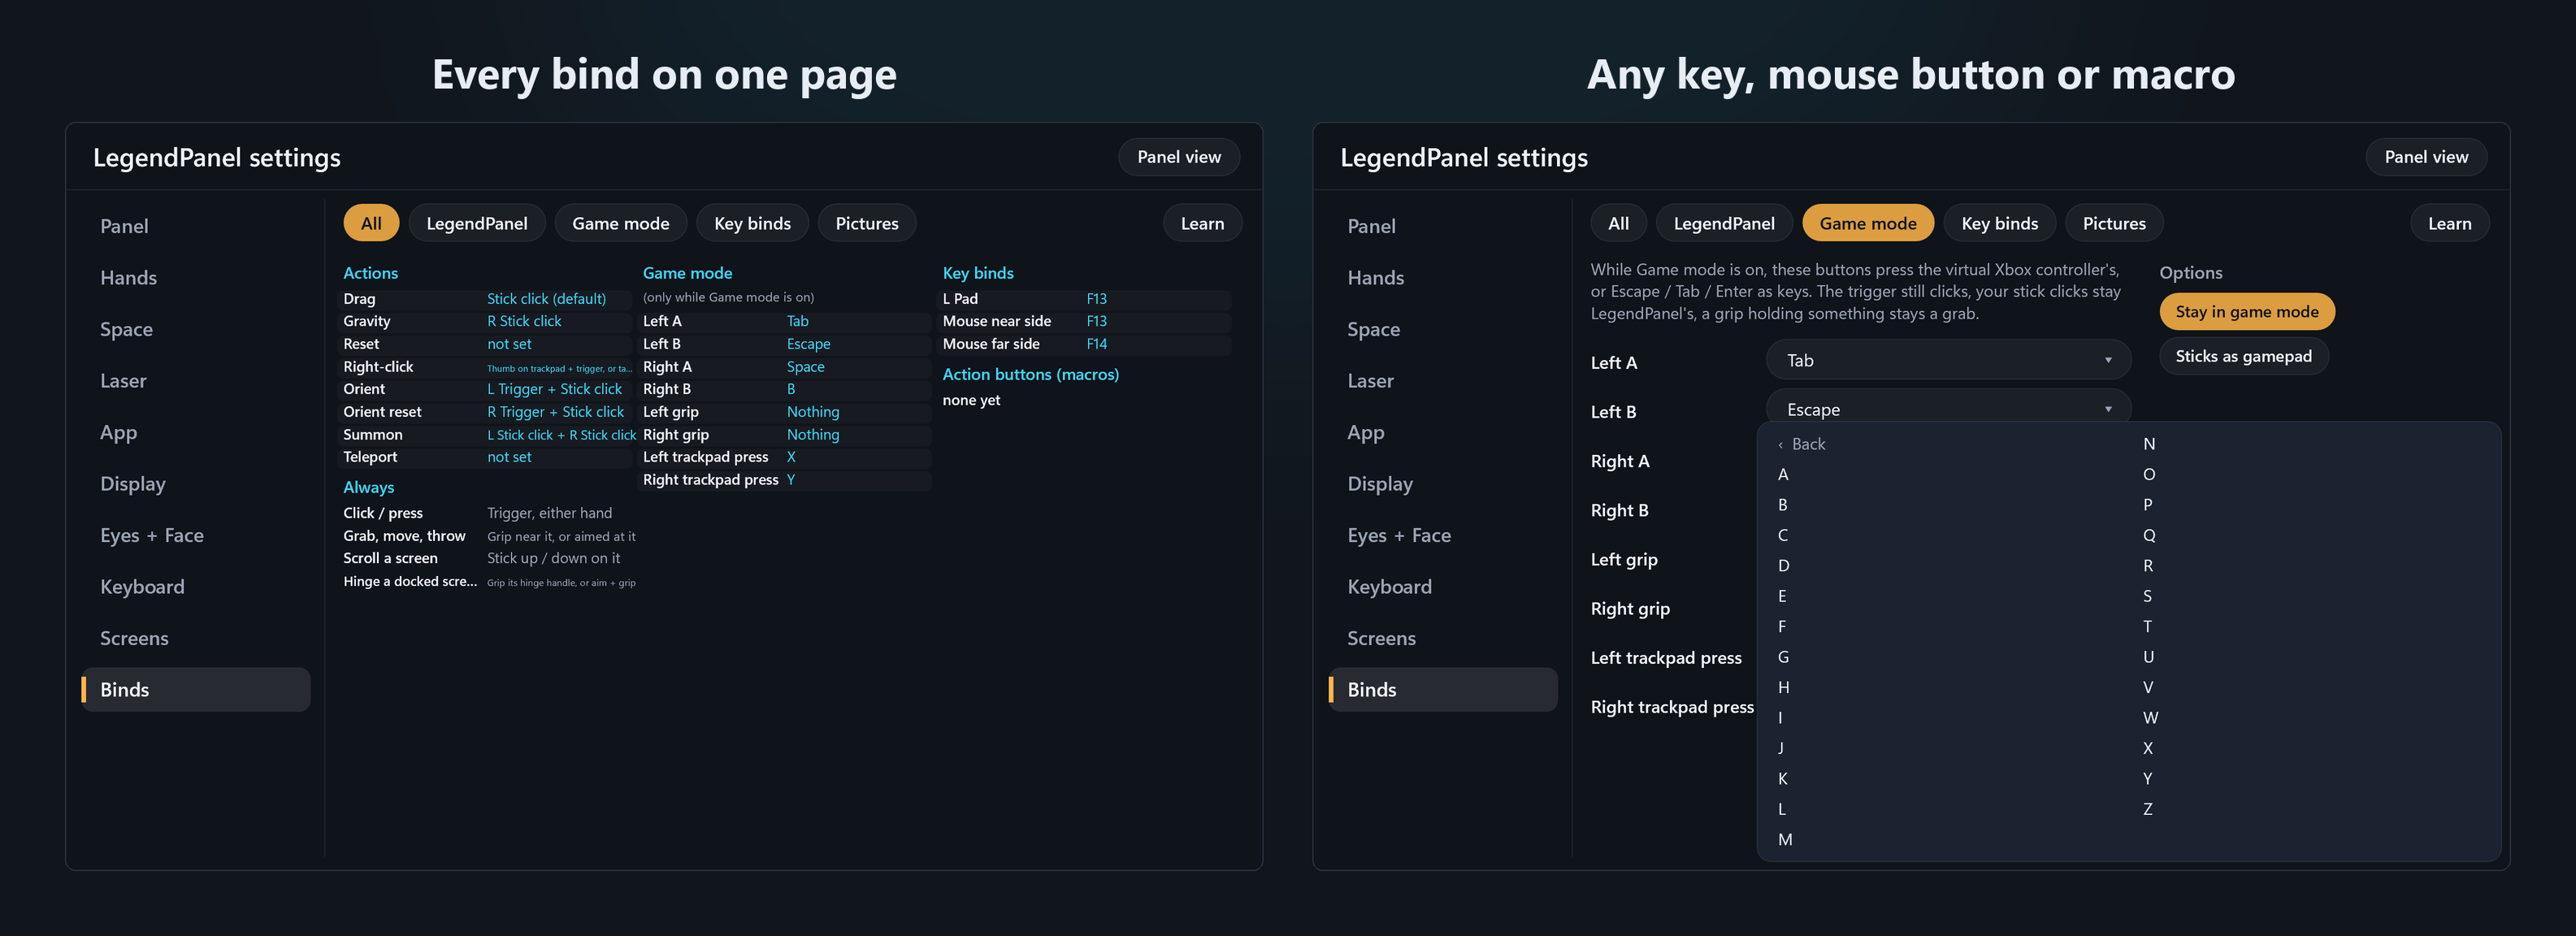 Every bind on one page
LegendPanel settings
Panel view
Panel
Hands
Space
Laser
App
Display
Eyes + Face
Keyboard
Screens
Binds
All
LegendPanel
Game mode
Key binds
Pictures
Learn
Actions
Drag Stick click (default)
Gravity R Stick click
Reset not set
Right-click Thumb on trackpad + trigger, or ta...
Orient L Trigger + Stick click
Orient reset R Trigger + Stick click
Summon L Stick click + R Stick click
Teleport not set
Always
Click / press Trigger, either hand
Grab, move, throw Grip near it, or aimed at it
Scroll a screen Stick up / down on it
Hinge a docked scre... Grip its hinge handle, or aim + grip
Game mode
(only while Game mode is on)
Left A Tab
Left B Escape
Right A Space
Right B B
Left grip Nothing
Right grip Nothing
Left trackpad press X
Right trackpad press Y
Key binds
L Pad F13
Mouse near side F13
Mouse far side F14
Action buttons (macros)
none yet
Any key, mouse button or macro
LegendPanel settings
Panel view
Panel
Hands
Space
Laser
App
Display
Eyes + Face
Keyboard
Screens
Binds
All
LegendPanel
Game mode
Key binds
Pictures
Learn
While Game mode is on, these buttons press the virtual Xbox controller's,
or Escape / Tab / Enter as keys. The trigger still clicks, your stick clicks stay
LegendPanel's, a grip holding something stays a grab.
Options
Stay in game mode
Sticks as gamepad
Left A Tab
Left B Escape
Right A
Right B
Left grip
Right grip
Left trackpad press
Right trackpad press
‹ Back
A
B
C
D
E
F
G
H
I
J
K
L
M
N
O
P
Q
R
S
T
U
V
W
X
Y
Z